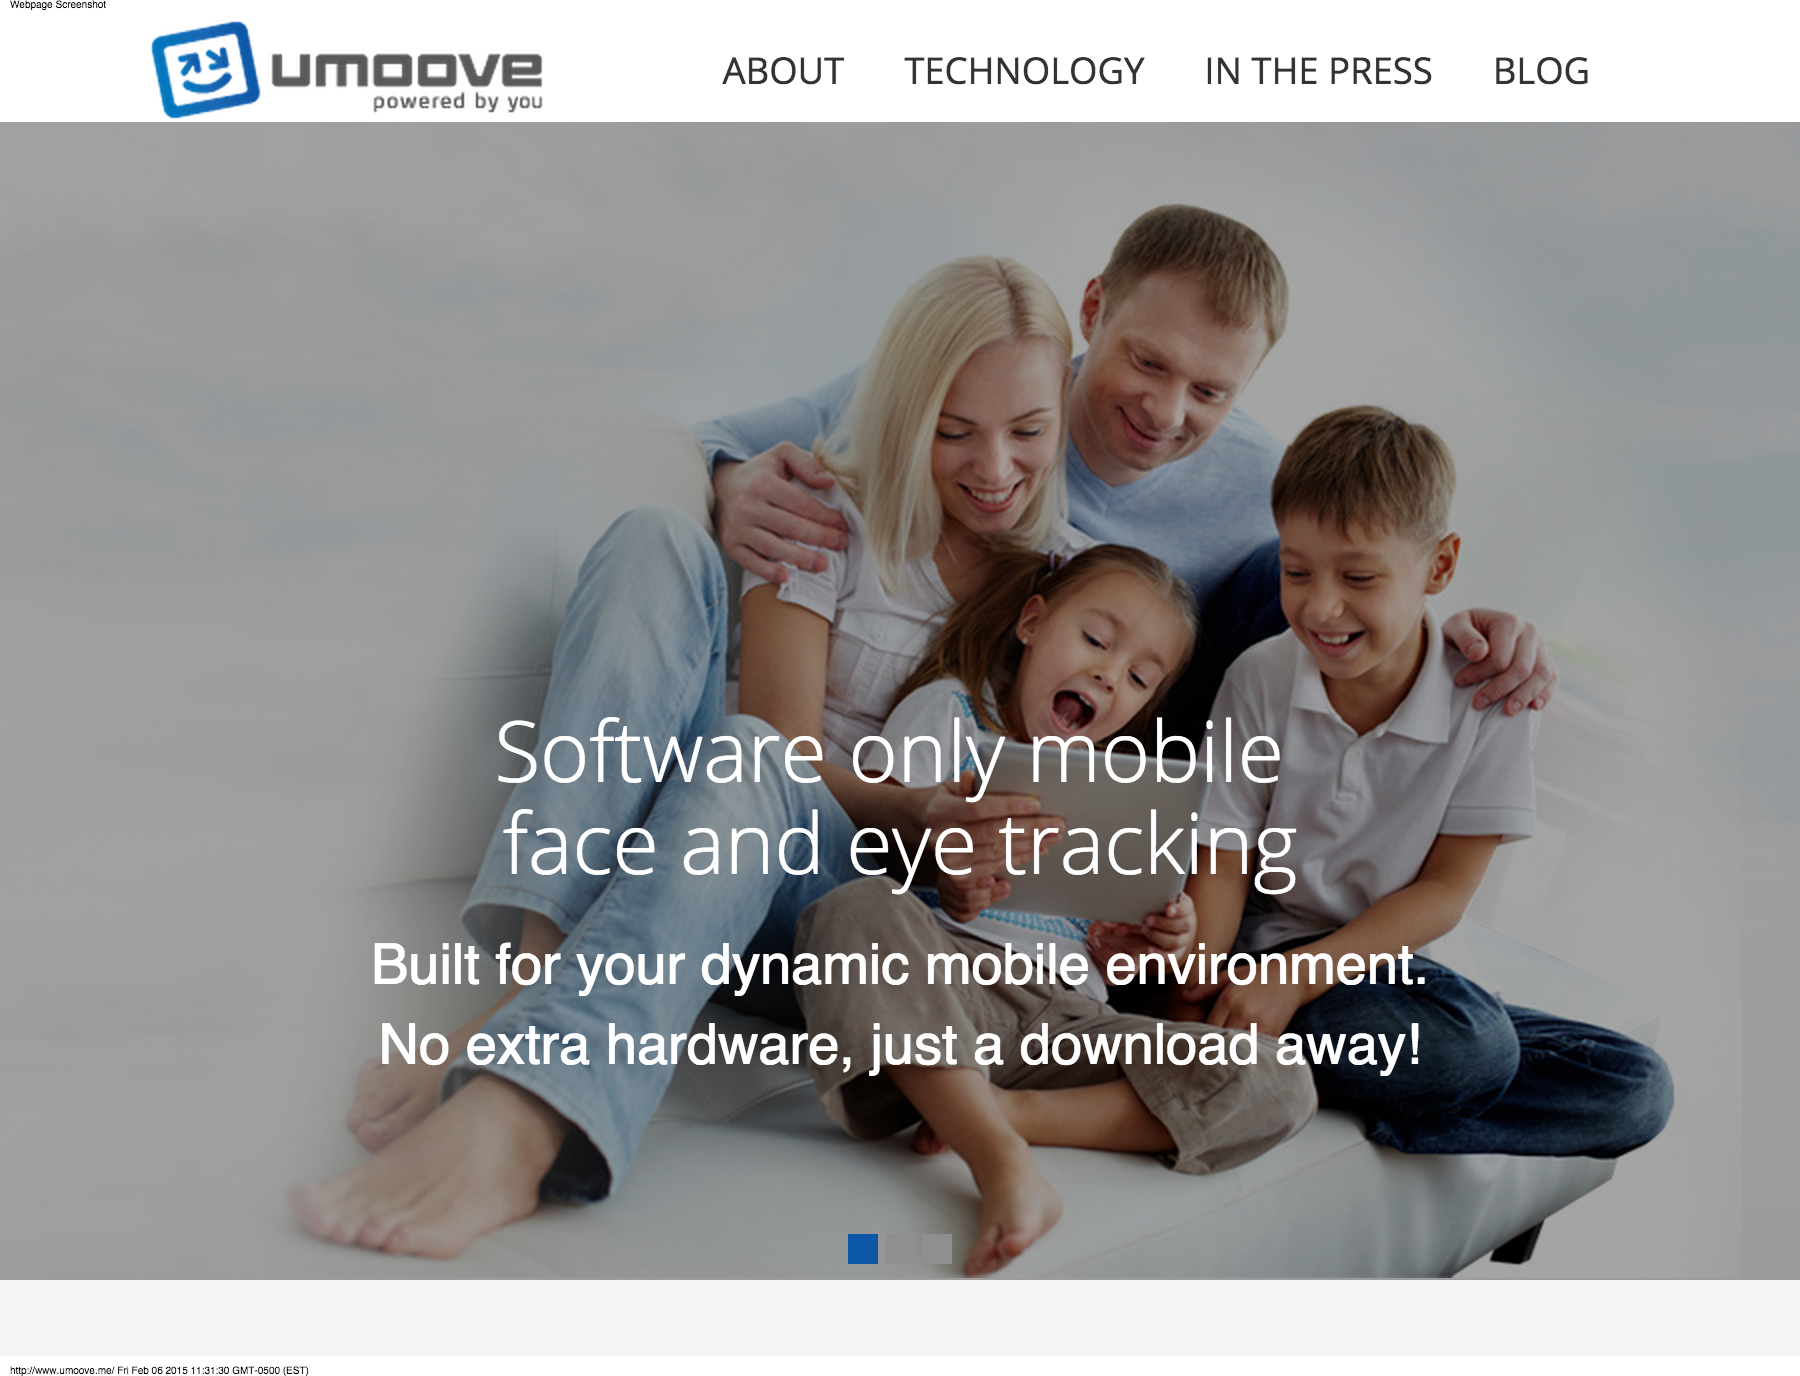 Webpage Screenshot
umoove
powered by you
ABOUT TECHNOLOGY IN THE PRESS BLOG
Software only mobile
face and eye tracking
Built for your dynamic mobile environment.
No extra hardware, just a download away!
http://www.umoove.me/ Fri Feb 06 2015 11:31:30 GMT-0500 (EST)